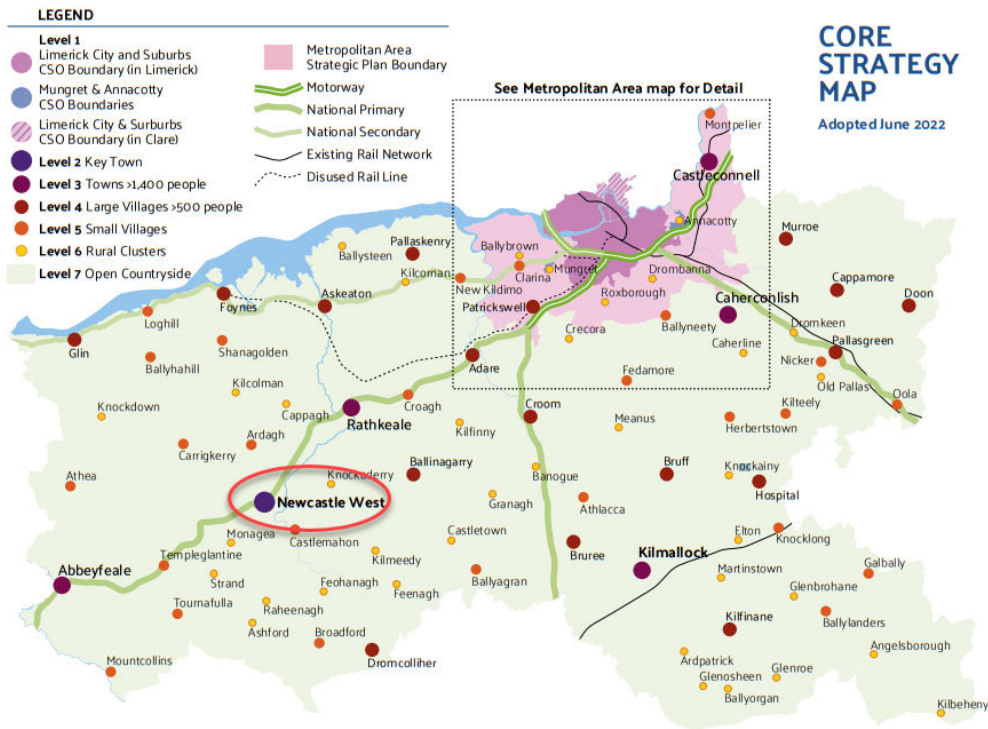 LEGEND
Level 1
Limerick City and Suburbs
CSO Boundary (in Limerick)
Mungret & Annacotty
CSO Boundaries
Limerick City & Suburbs
CSO Boundary (in Clare)
Level 2 Key Town
Level 3 Towns >1,400 people
Level 4 Large Villages >500 people
Level 5 Small Villages
Level 6 Rural Clusters
Level 7 Open Countryside
Metropolitan Area
Strategic Plan Boundary
Motorway
National Primary
National Secondary
Existing Rail Network
Disused Rail Line
See Metropolitan Area map for Detail
CORE
STRATEGY
MAP
Adopted June 2022
Montpelier
Castleconnell
Annacotty
Murroe
Ballysteen
Pallaskenry
Ballybrown
Kilcornan
Clarina
Mungret
Drombanna
Cappamore
New Kildimo
Askeaton
Foynes
Patrickswell
Roxborough
Caherconlish
Doon
Loghill
Ballyneety
Dromkeen
Glin
Shanagolden
Crecora
Caherline
Pallasgreen
Ballyhahill
Adare
Nicker
Fedamore
Old Pallas
Kilcolman
Croagh
Oola
Knockdown
Cappagh
Rathkeale
Croom
Kilteely
Meanus
Herbertstown
Kilfinny
Ardagh
Carrigkerry
Athea
Knockaderry
Ballinagarry
Banogue
Bruff
Knockainy
Hospital
Newcastle West
Granagh
Athlacca
Monagea
Castlemahon
Castletown
Elton
Knocklong
Templeglantine
Kilmeedy
Bruree
Kilmallock
Abbeyfeale
Strand
Feohanagh
Feenagh
Ballyagran
Martinstown
Galbally
Glenbrohane
Tournafulla
Raheenagh
Ashford
Broadford
Kilfinane
Ballylanders
Dromcolliher
Angelsborough
Mountcollins
Ardpatrick
Glenosheen
Glenroe
Ballyorgan
Kilbeheny